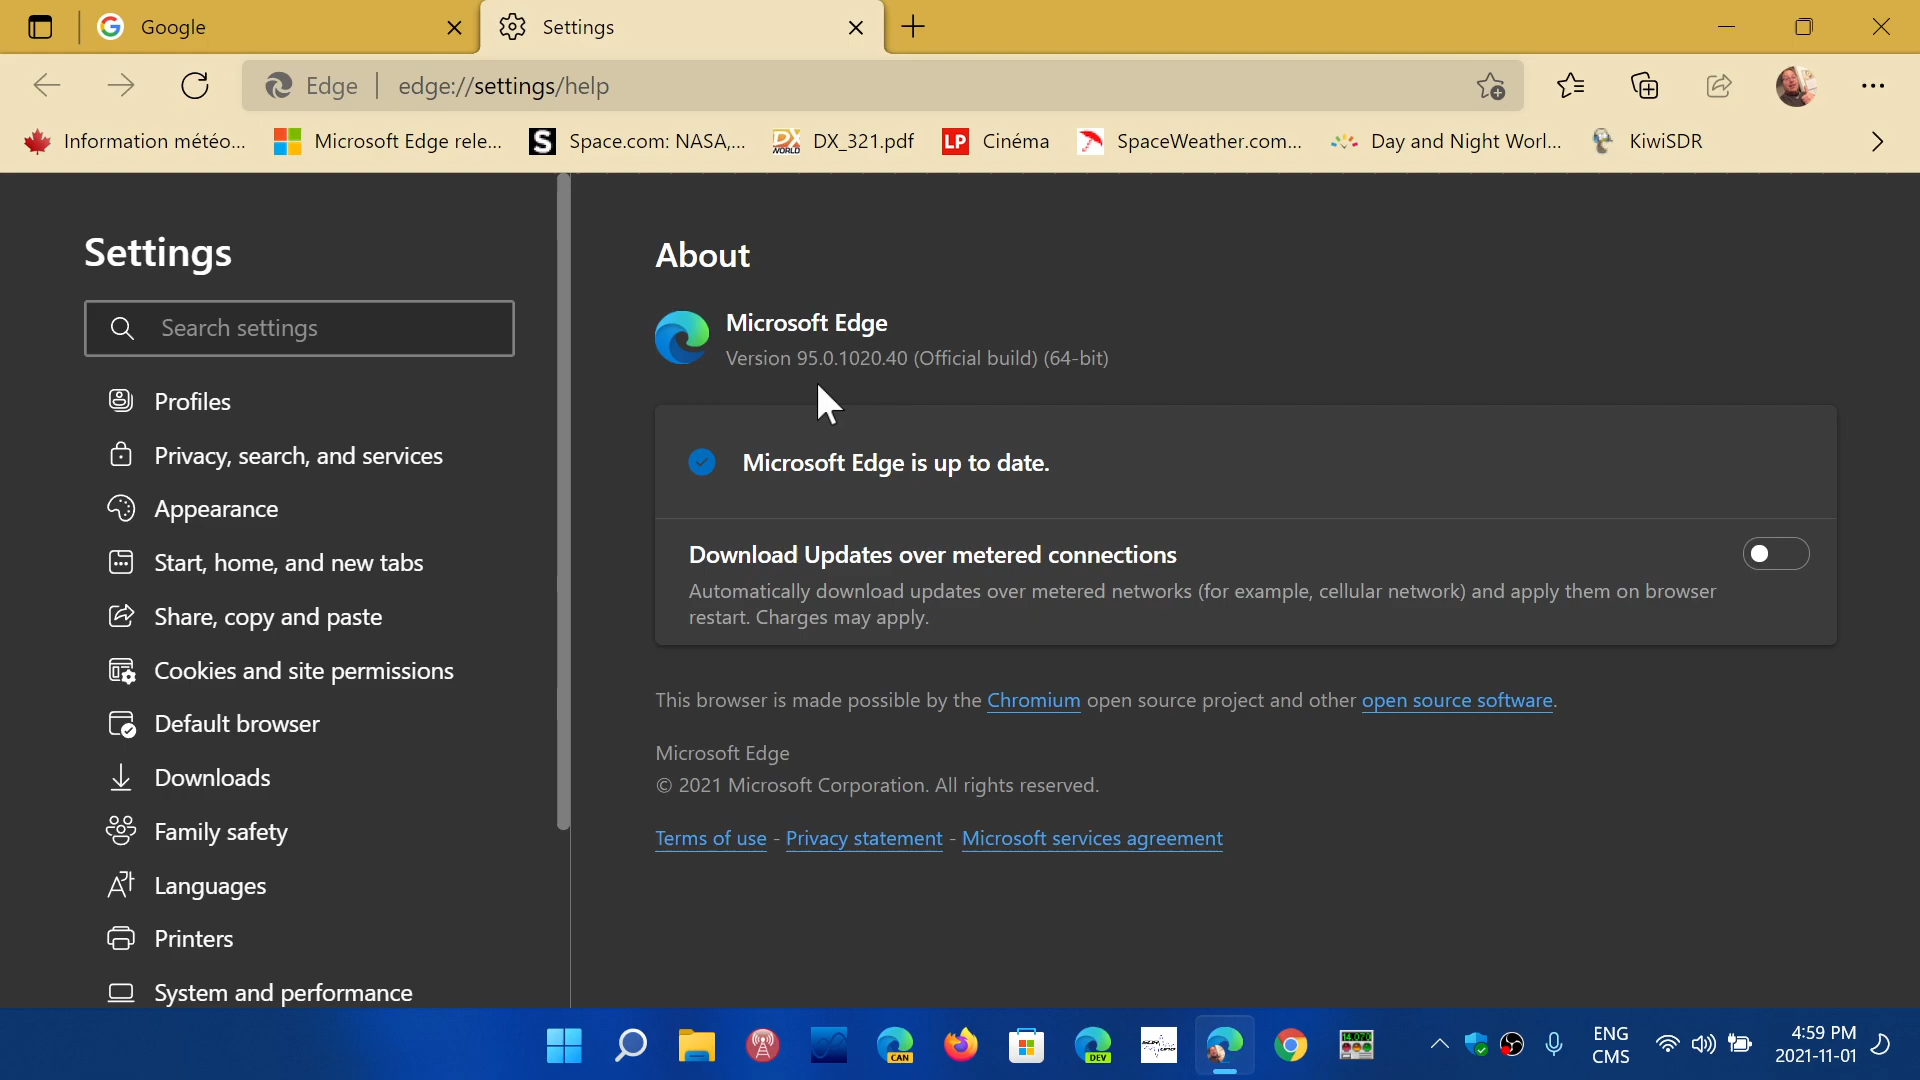 Google
Settings
Edge
edge://settings/help
Information météo...
Microsoft Edge rele...
S
Space.com: NASA,...
DX
WORLD
DX_321.pdf
LP
Cinéma
SpaceWeather.com...
Day and Night Worl...
KiwiSDR
Settings
Search settings
Profiles
Privacy, search, and services
Appearance
Start, home, and new tabs
Share, copy and paste
Cookies and site permissions
Default browser
Downloads
Family safety
Languages
Printers
System and performance
About
Microsoft Edge
Version 95.0.1020.40 (Official build) (64-bit)
Microsoft Edge is up to date.
Download Updates over metered connections
Automatically download updates over metered networks (for example, cellular network) and apply them on browser
restart. Charges may apply.
This browser is made possible by the Chromium open source project and other open source software.
Microsoft Edge
© 2021 Microsoft Corporation. All rights reserved.
Terms of use - Privacy statement - Microsoft services agreement
CAN
DEV
ENG
CMS
4:59 PM
2021-11-01